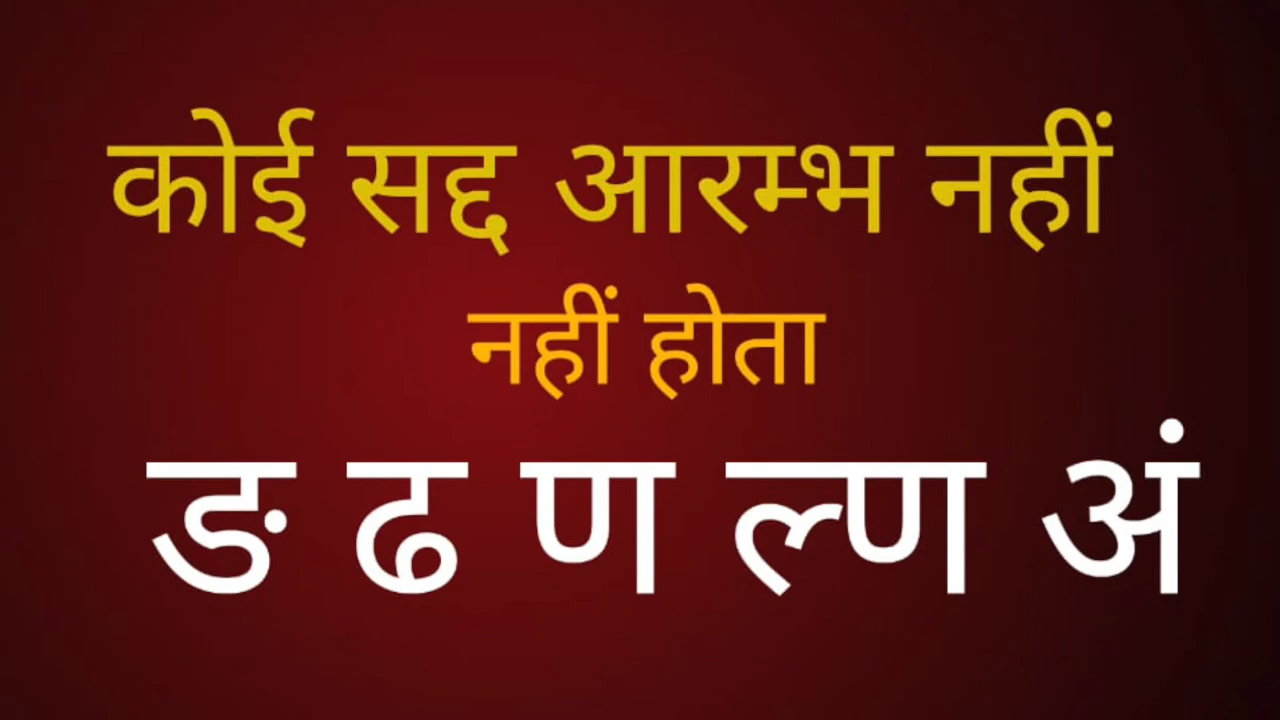 कोई सद्द आरम्भ नहीं
नहीं होता
ङ ढ ण ल्ण अं